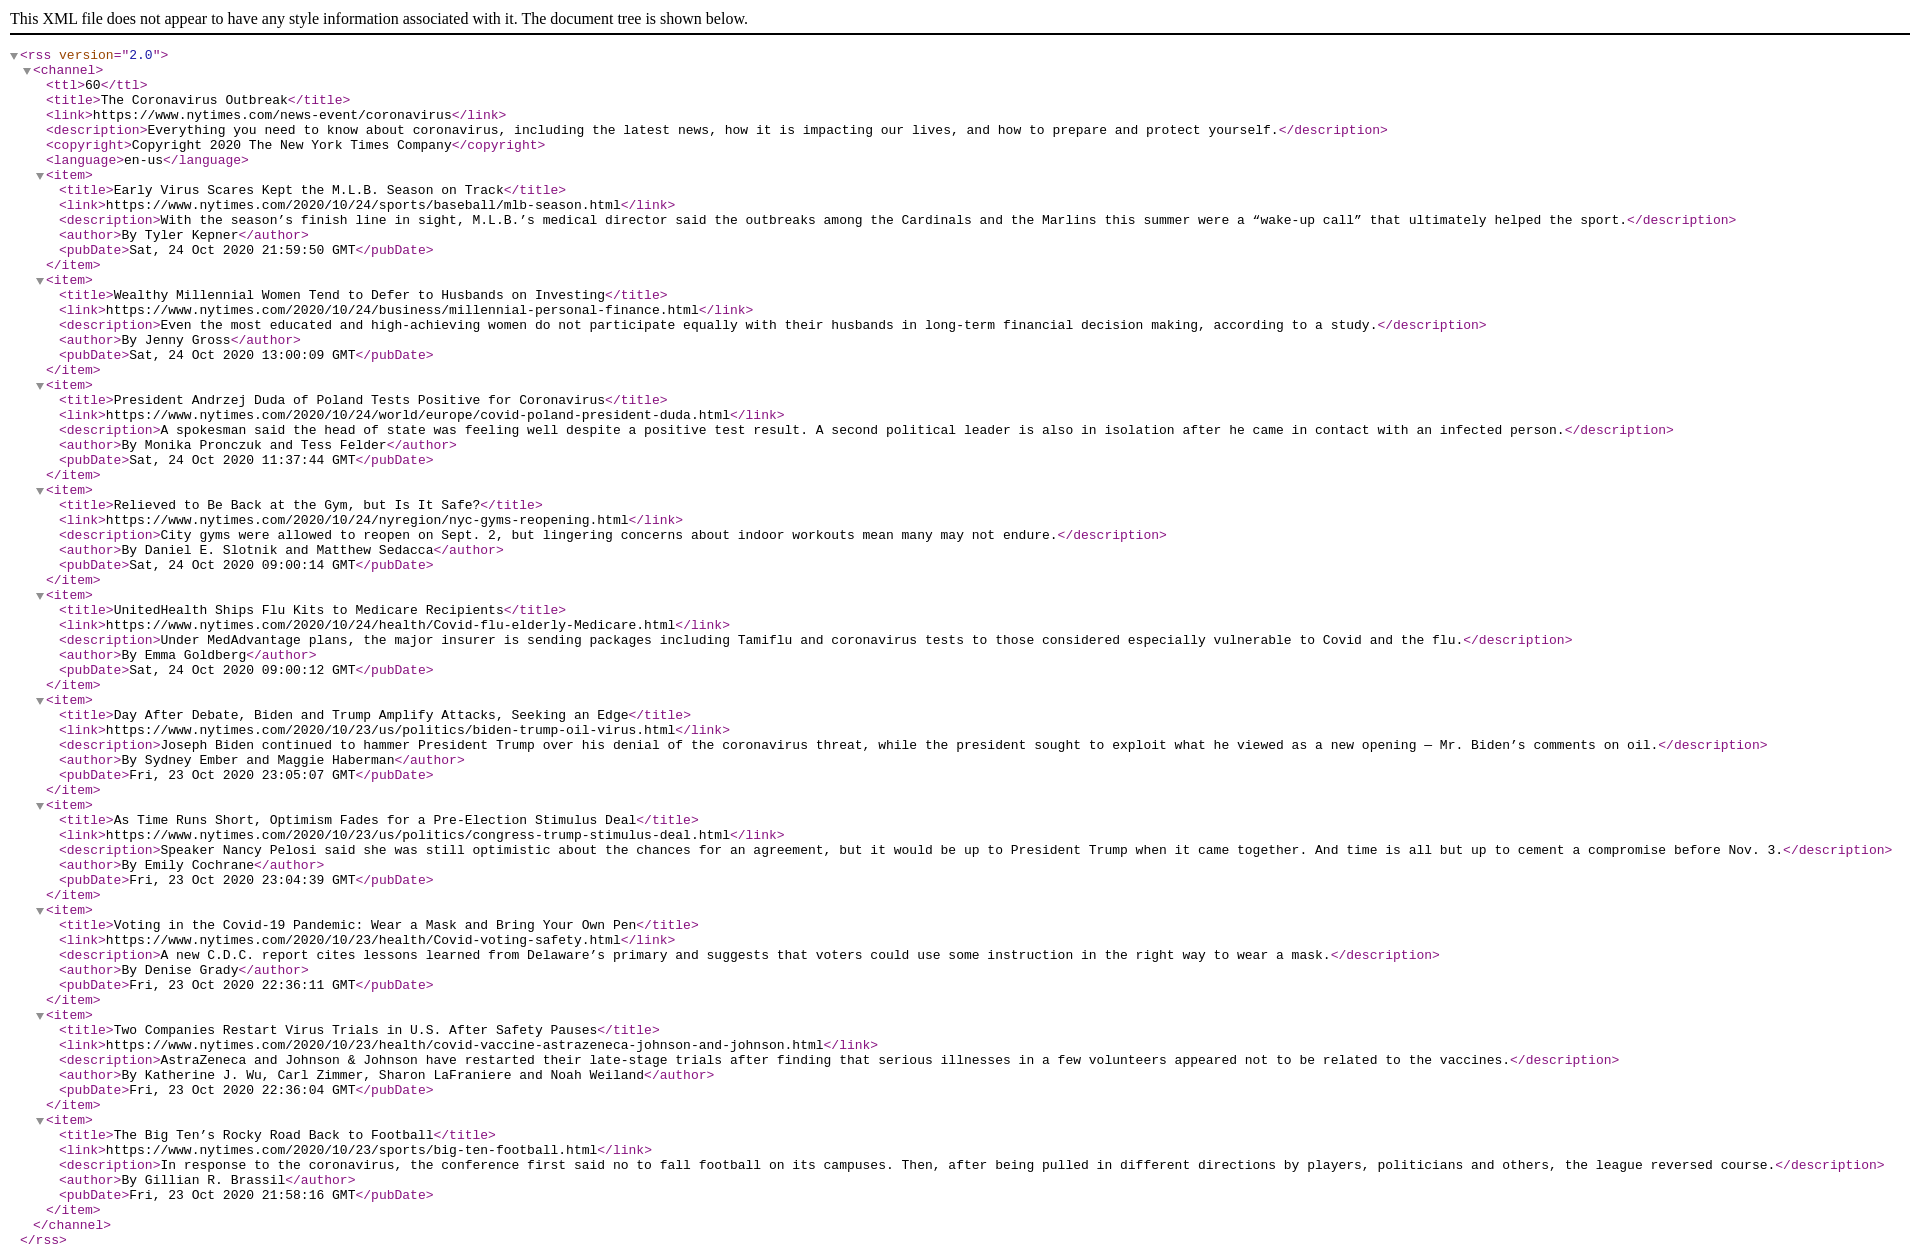 This XML file does not appear to have any style information associated with it. The document tree is shown below.
<rss version="2.0">
<channel>
<ttl>60</ttl>
<title>The Coronavirus Outbreak</title>
<link>https://www.nytimes.com/news-event/coronavirus</link>
<description>Everything you need to know about coronavirus, including the latest news, how it is impacting our lives, and how to prepare and protect yourself.</description>
<copyright>Copyright 2020 The New York Times Company</copyright>
<language>en-us</language>
<item>
<title>Early Virus Scares Kept the M.L.B. Season on Track</title>
<link>https://www.nytimes.com/2020/10/24/sports/baseball/mlb-season.html</link>
<description>With the season’s finish line in sight, M.L.B.’s medical director said the outbreaks among the Cardinals and the Marlins this summer were a “wake-up call” that ultimately helped the sport.</description>
<author>By Tyler Kepner</author>
<pubDate>Sat, 24 Oct 2020 21:59:50 GMT</pubDate>
</item>
<item>
<title>Wealthy Millennial Women Tend to Defer to Husbands on Investing</title>
<link>https://www.nytimes.com/2020/10/24/business/millennial-personal-finance.html</link>
<description>Even the most educated and high-achieving women do not participate equally with their husbands in long-term financial decision making, according to a study.</description>
<author>By Jenny Gross</author>
<pubDate>Sat, 24 Oct 2020 13:00:09 GMT</pubDate>
</item>
<item>
<title>President Andrzej Duda of Poland Tests Positive for Coronavirus</title>
<link>https://www.nytimes.com/2020/10/24/world/europe/covid-poland-president-duda.html</link>
<description>A spokesman said the head of state was feeling well despite a positive test result. A second political leader is also in isolation after he came in contact with an infected person.</description>
<author>By Monika Pronczuk and Tess Felder</author>
<pubDate>Sat, 24 Oct 2020 11:37:44 GMT</pubDate>
</item>
<item>
<title>Relieved to Be Back at the Gym, but Is It Safe?</title>
<link>https://www.nytimes.com/2020/10/24/nyregion/nyc-gyms-reopening.html</link>
<description>City gyms were allowed to reopen on Sept. 2, but lingering concerns about indoor workouts mean many may not endure.</description>
<author>By Daniel E. Slotnik and Matthew Sedacca</author>
<pubDate>Sat, 24 Oct 2020 09:00:14 GMT</pubDate>
</item>
<item>
<title>UnitedHealth Ships Flu Kits to Medicare Recipients</title>
<link>https://www.nytimes.com/2020/10/24/health/Covid-flu-elderly-Medicare.html</link>
<description>Under MedAdvantage plans, the major insurer is sending packages including Tamiflu and coronavirus tests to those considered especially vulnerable to Covid and the flu.</description>
<author>By Emma Goldberg</author>
<pubDate>Sat, 24 Oct 2020 09:00:12 GMT</pubDate>
</item>
<item>
<title>Day After Debate, Biden and Trump Amplify Attacks, Seeking an Edge</title>
<link>https://www.nytimes.com/2020/10/23/us/politics/biden-trump-oil-virus.html</link>
<description>Joseph Biden continued to hammer President Trump over his denial of the coronavirus threat, while the president sought to exploit what he viewed as a new opening — Mr. Biden’s comments on oil.</description>
<author>By Sydney Ember and Maggie Haberman</author>
<pubDate>Fri, 23 Oct 2020 23:05:07 GMT</pubDate>
</item>
<item>
<title>As Time Runs Short, Optimism Fades for a Pre-Election Stimulus Deal</title>
<link>https://www.nytimes.com/2020/10/23/us/politics/congress-trump-stimulus-deal.html</link>
<description>Speaker Nancy Pelosi said she was still optimistic about the chances for an agreement, but it would be up to President Trump when it came together. And time is all but up to cement a compromise before Nov. 3.</description>
<author>By Emily Cochrane</author>
<pubDate>Fri, 23 Oct 2020 23:04:39 GMT</pubDate>
</item>
<item>
<title>Voting in the Covid-19 Pandemic: Wear a Mask and Bring Your Own Pen</title>
<link>https://www.nytimes.com/2020/10/23/health/Covid-voting-safety.html</link>
<description>A new C.D.C. report cites lessons learned from Delaware’s primary and suggests that voters could use some instruction in the right way to wear a mask.</description>
<author>By Denise Grady</author>
<pubDate>Fri, 23 Oct 2020 22:36:11 GMT</pubDate>
</item>
<item>
<title>Two Companies Restart Virus Trials in U.S. After Safety Pauses</title>
<link>https://www.nytimes.com/2020/10/23/health/covid-vaccine-astrazeneca-johnson-and-johnson.html</link>
<description>AstraZeneca and Johnson & Johnson have restarted their late-stage trials after finding that serious illnesses in a few volunteers appeared not to be related to the vaccines.</description>
<author>By Katherine J. Wu, Carl Zimmer, Sharon LaFraniere and Noah Weiland</author>
<pubDate>Fri, 23 Oct 2020 22:36:04 GMT</pubDate>
</item>
<item>
<title>The Big Ten’s Rocky Road Back to Football</title>
<link>https://www.nytimes.com/2020/10/23/sports/big-ten-football.html</link>
<description>In response to the coronavirus, the conference first said no to fall football on its campuses. Then, after being pulled in different directions by players, politicians and others, the league reversed course.</description>
<author>By Gillian R. Brassil</author>
<pubDate>Fri, 23 Oct 2020 21:58:16 GMT</pubDate>
</item>
</channel>
</rss>